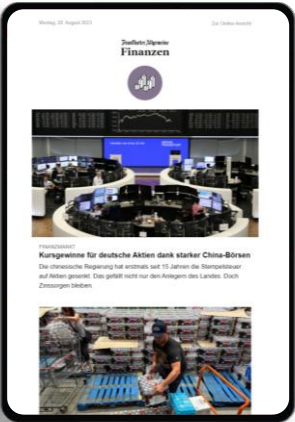 Montag, 28. August 2023
Zur Online-Ansicht
Frankfurter Allgemeine
Finanzen
FINANZMARKT
Kursgewinne für deutsche Aktien dank starker China-Börsen
Die chinesische Regierung hat erstmals seit 15 Jahren die Stempelsteuer
auf Aktien gesenkt. Das gefällt nicht nur den Anlegern des Landes. Doch
Zinssorgen bleiben.